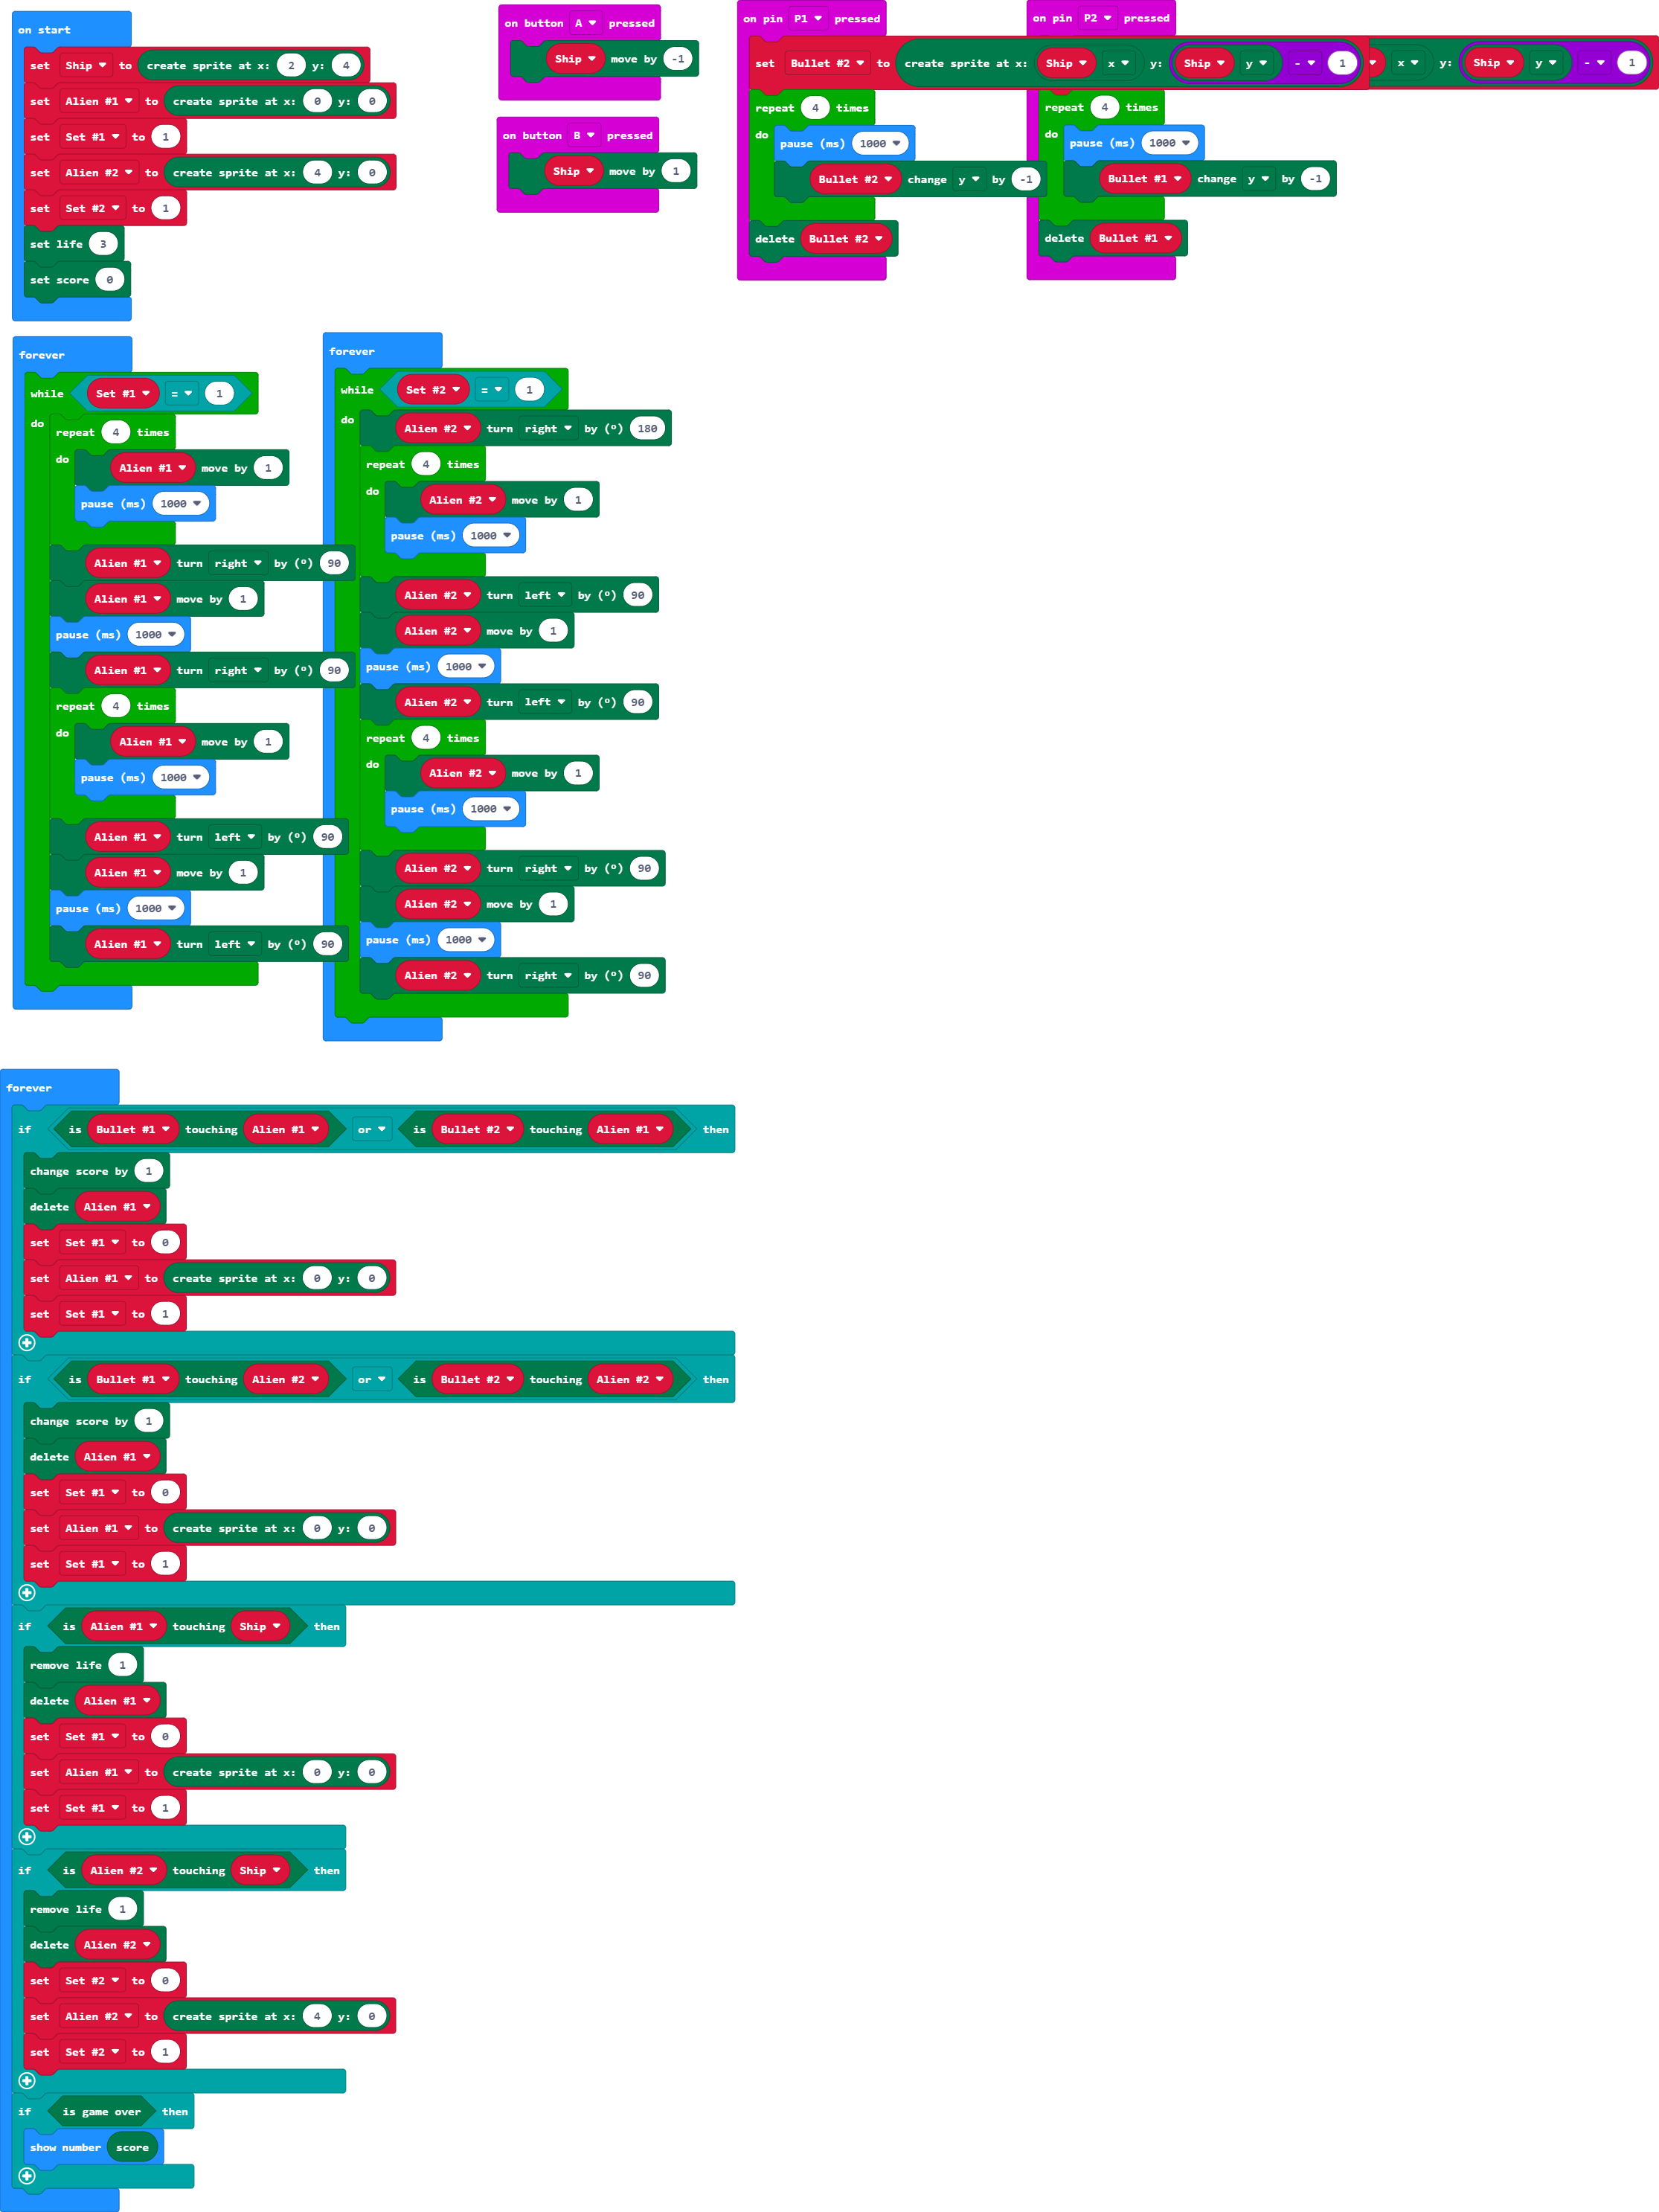 on start
set Ship to create sprite at x: 2 y: 4
set Alien #1 to create sprite at x: 0 y: 0
set Set #1 to 1
set Alien #2 to create sprite at x: 4 y: 0
set Set #2 to 1
set life 3
set score 0
on button A pressed
Ship move by -1
on button B pressed
Ship move by 1
on pin P1 pressed
set Bullet #2 to create sprite at x: Ship x y: Ship y - 1
repeat 4 times
do
pause (ms) 1000
Bullet #2 change y by -1
delete Bullet #2
on pin P2 pressed
x y: Ship y - 1
repeat 4 times
do
pause (ms) 1000
Bullet #1 change y by -1
delete Bullet #1
forever
while Set #1 = 1
do
repeat 4 times
do
Alien #1 move by 1
pause (ms) 1000
Alien #1 turn right by (º) 90
Alien #1 move by 1
pause (ms) 1000
Alien #1 turn right by (º) 90
repeat 4 times
do
Alien #1 move by 1
pause (ms) 1000
Alien #1 turn left by (º) 90
Alien #1 move by 1
pause (ms) 1000
Alien #1 turn left by (º) 90
forever
while Set #2 = 1
do
Alien #2 turn right by (º) 180
repeat 4 times
do
Alien #2 move by 1
pause (ms) 1000
Alien #2 turn left by (º) 90
Alien #2 move by 1
pause (ms) 1000
Alien #2 turn left by (º) 90
repeat 4 times
do
Alien #2 move by 1
pause (ms) 1000
Alien #2 turn right by (º) 90
Alien #2 move by 1
pause (ms) 1000
Alien #2 turn right by (º) 90
forever
if is Bullet #1 touching Alien #1 or is Bullet #2 touching Alien #1 then
change score by 1
delete Alien #1
set Set #1 to 0
set Alien #1 to create sprite at x: 0 y: 0
set Set #1 to 1
if is Bullet #1 touching Alien #2 or is Bullet #2 touching Alien #2 then
change score by 1
delete Alien #1
set Set #1 to 0
set Alien #1 to create sprite at x: 0 y: 0
set Set #1 to 1
if is Alien #1 touching Ship then
remove life 1
delete Alien #1
set Set #1 to 0
set Alien #1 to create sprite at x: 0 y: 0
set Set #1 to 1
if is Alien #2 touching Ship then
remove life 1
delete Alien #2
set Set #2 to 0
set Alien #2 to create sprite at x: 4 y: 0
set Set #2 to 1
if is game over then
show number score